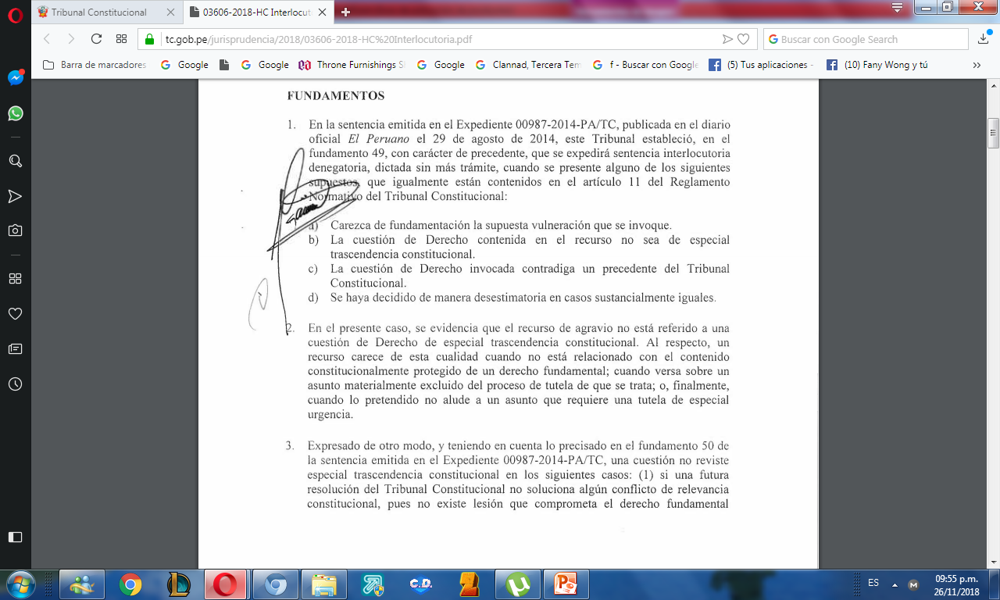 Tribunal Constitucional
03606-2018-HC Interlocut
tc.gob.pe/jurisprudencia/2018/03606-2018-HC%20Interlocutoria.pdf
Buscar con Google Search
Barra de marcadores
Google
Google
Throne Furnishings S
Google
Clannad, Tercera Tem
f - Buscar con Google
(5) Tus aplicaciones -
(10) Fany Wong y tú
FUNDAMENTOS
1. En la sentencia emitida en el Expediente 00987-2014-PA/TC, publicada en el diario
oficial El Peruano el 29 de agosto de 2014, este Tribunal estableció, en el
fundamento 49, con carácter de precedente, que se expedirá sentencia interlocutoria
denegatoria, dictada sin más trámite, cuando se presente alguno de los siguientes
supuestos, que igualmente están contenidos en el artículo 11 del Reglamento
Normativo del Tribunal Constitucional:
a) Carezca de fundamentación la supuesta vulneración que se invoque.
b) La cuestión de Derecho contenida en el recurso no sea de especial
trascendencia constitucional.
c) La cuestión de Derecho invocada contradiga un precedente del Tribunal
Constitucional.
d) Se haya decidido de manera desestimatoria en casos sustancialmente iguales.
2. En el presente caso, se evidencia que el recurso de agravio no está referido a una
cuestión de Derecho de especial trascendencia constitucional. Al respecto, un
recurso carece de esta cualidad cuando no está relacionado con el contenido
constitucionalmente protegido de un derecho fundamental; cuando versa sobre un
asunto materialmente excluido del proceso de tutela de que se trata; o, finalmente,
cuando lo pretendido no alude a un asunto que requiere una tutela de especial
urgencia.
3. Expresado de otro modo, y teniendo en cuenta lo precisado en el fundamento 50 de
la sentencia emitida en el Expediente 00987-2014-PA/TC, una cuestión no reviste
especial trascendencia constitucional en los siguientes casos: (1) si una futura
resolución del Tribunal Constitucional no soluciona algún conflicto de relevancia
constitucional, pues no existe lesión que comprometa el derecho fundamental
C.D.
ES
09:55 p.m.
26/11/2018